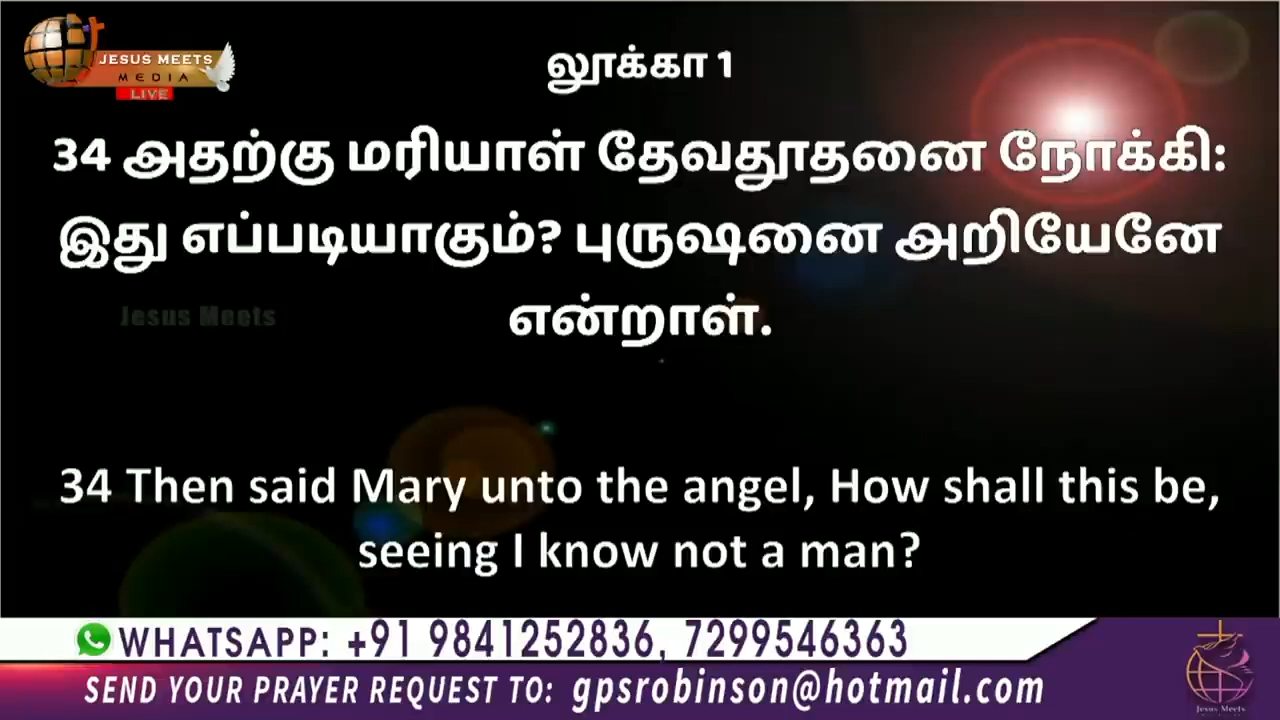 JESUS MEETS
MEDIA
LIVE
லூக்கா 1
34 அதற்கு மரியாள் தேவதூதனை நோக்கி:
இது எப்படியாகும்? புருஷனை அறியேனே
என்றாள்.
Jesus Meets
34 Then said Mary unto the angel, How shall this be,
seeing I know not a man?
WHATSAPP: +91 9841252836, 7299546363
SEND YOUR PRAYER REQUEST TO: gpsrobinson@hotmail.com
Jesus Meets